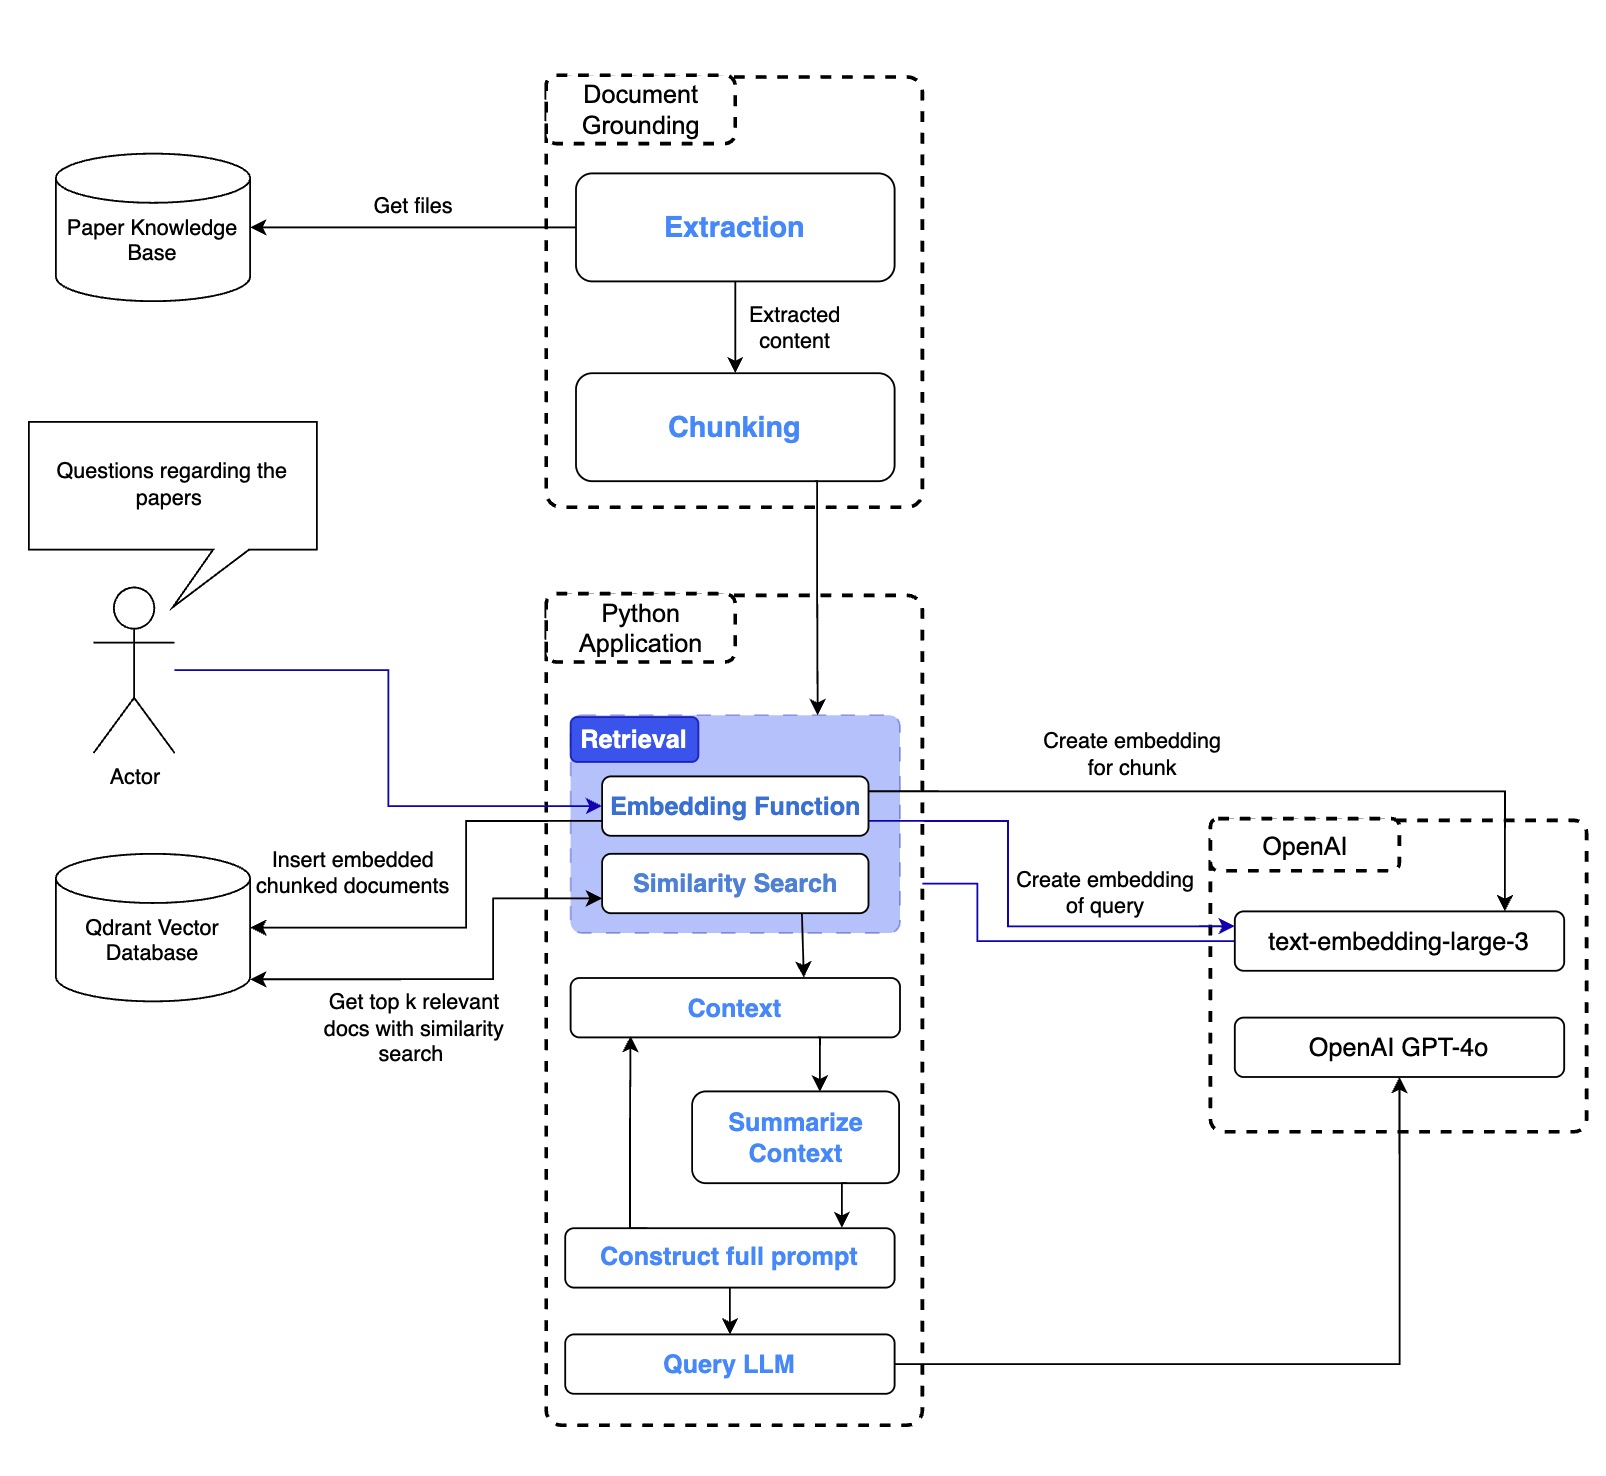 Document
Grounding
Extraction
Get files
Paper Knowledge
Base
Extracted
content
Chunking
Questions regarding the
papers
Actor
Python
Application
Retrieval
Embedding Function
Similarity Search
Create embedding
for chunk
OpenAI
Create embedding
of query
text-embedding-large-3
OpenAI GPT-4o
Insert embedded
chunked documents
Qdrant Vector
Database
Get top k relevant
docs with similarity
search
Context
Summarize
Context
Construct full prompt
Query LLM